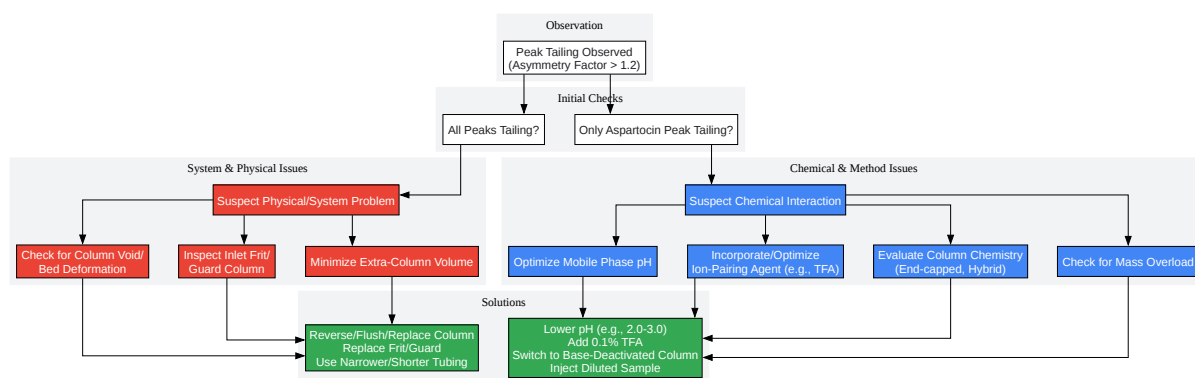 Observation
Peak Tailing Observed
(Asymmetry Factor > 1.2)
Initial Checks
All Peaks Tailing?
Only Aspartocin Peak Tailing?
System & Physical Issues
Chemical & Method Issues
Suspect Physical/System Problem
Suspect Chemical Interaction
Check for Column Void/
Bed Deformation
Inspect Inlet Frit/
Guard Column
Minimize Extra-Column Volume
Optimize Mobile Phase pH
Incorporate/Optimize
Ion-Pairing Agent (e.g., TFA)
Evaluate Column Chemistry
(End-capped, Hybrid)
Check for Mass Overload
Solutions
Reverse/Flush/Replace Column
Replace Frit/Guard
Use Narrower/Shorter Tubing
Lower pH (e.g., 2.0-3.0)
Add 0.1% TFA
Switch to Base-Deactivated Column
Inject Diluted Sample